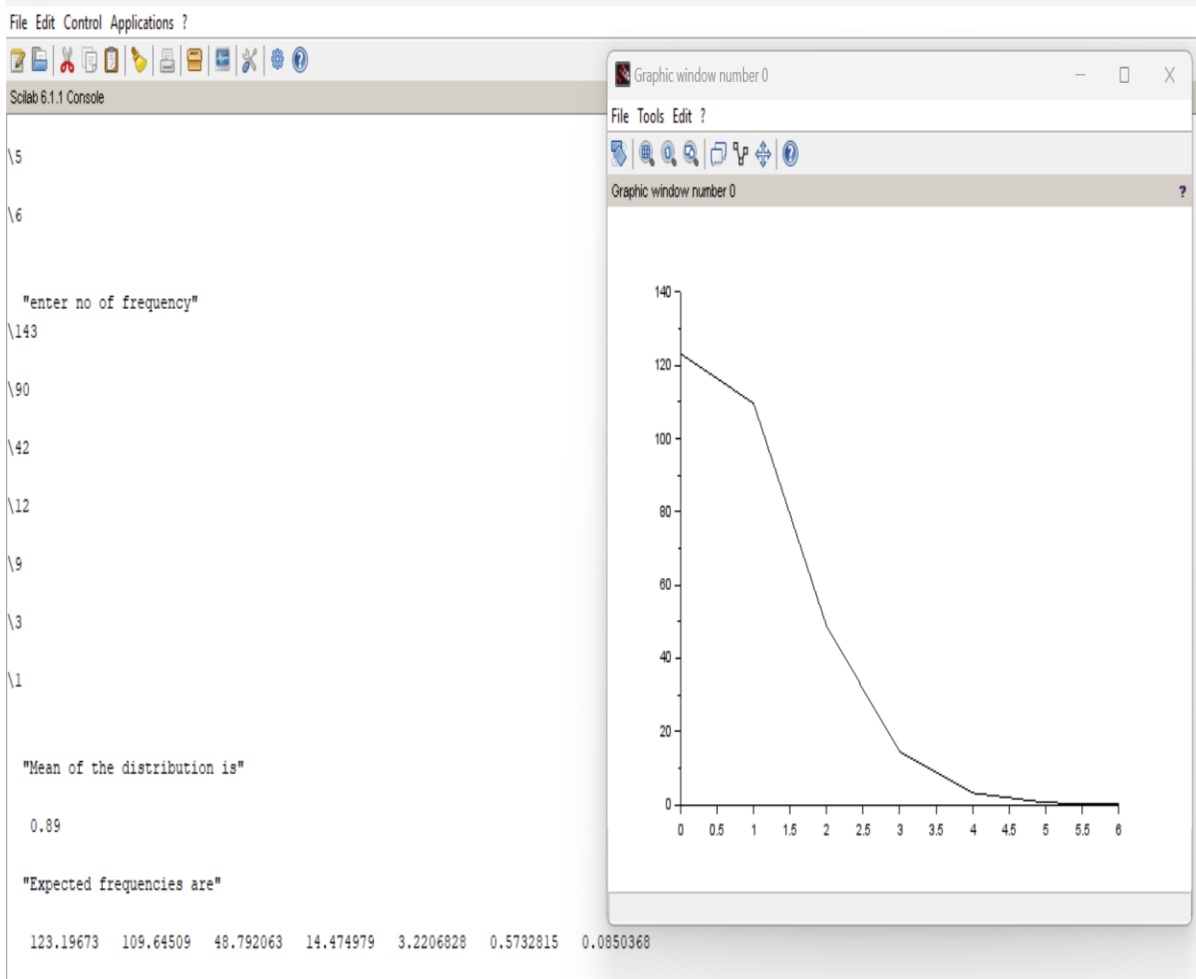 File Edit Control Applications ?
Scilab 6.1.1 Console
\5
\6
"enter no of frequency"
\143
\90
\42
\12
\9
\3
\1
"Mean of the distribution is"
0.89
"Expected frequencies are"
123.19673 109.64509 48.792063 14.474979 3.2206828 0.5732815 0.0850368
Graphic window number 0
File Tools Edit ?
Graphic window number 0
?
140
120
100
80
60
40
20
0
0 0.5 1 1.5 2 2.5 3 3.5 4 4.5 5 5.5 6